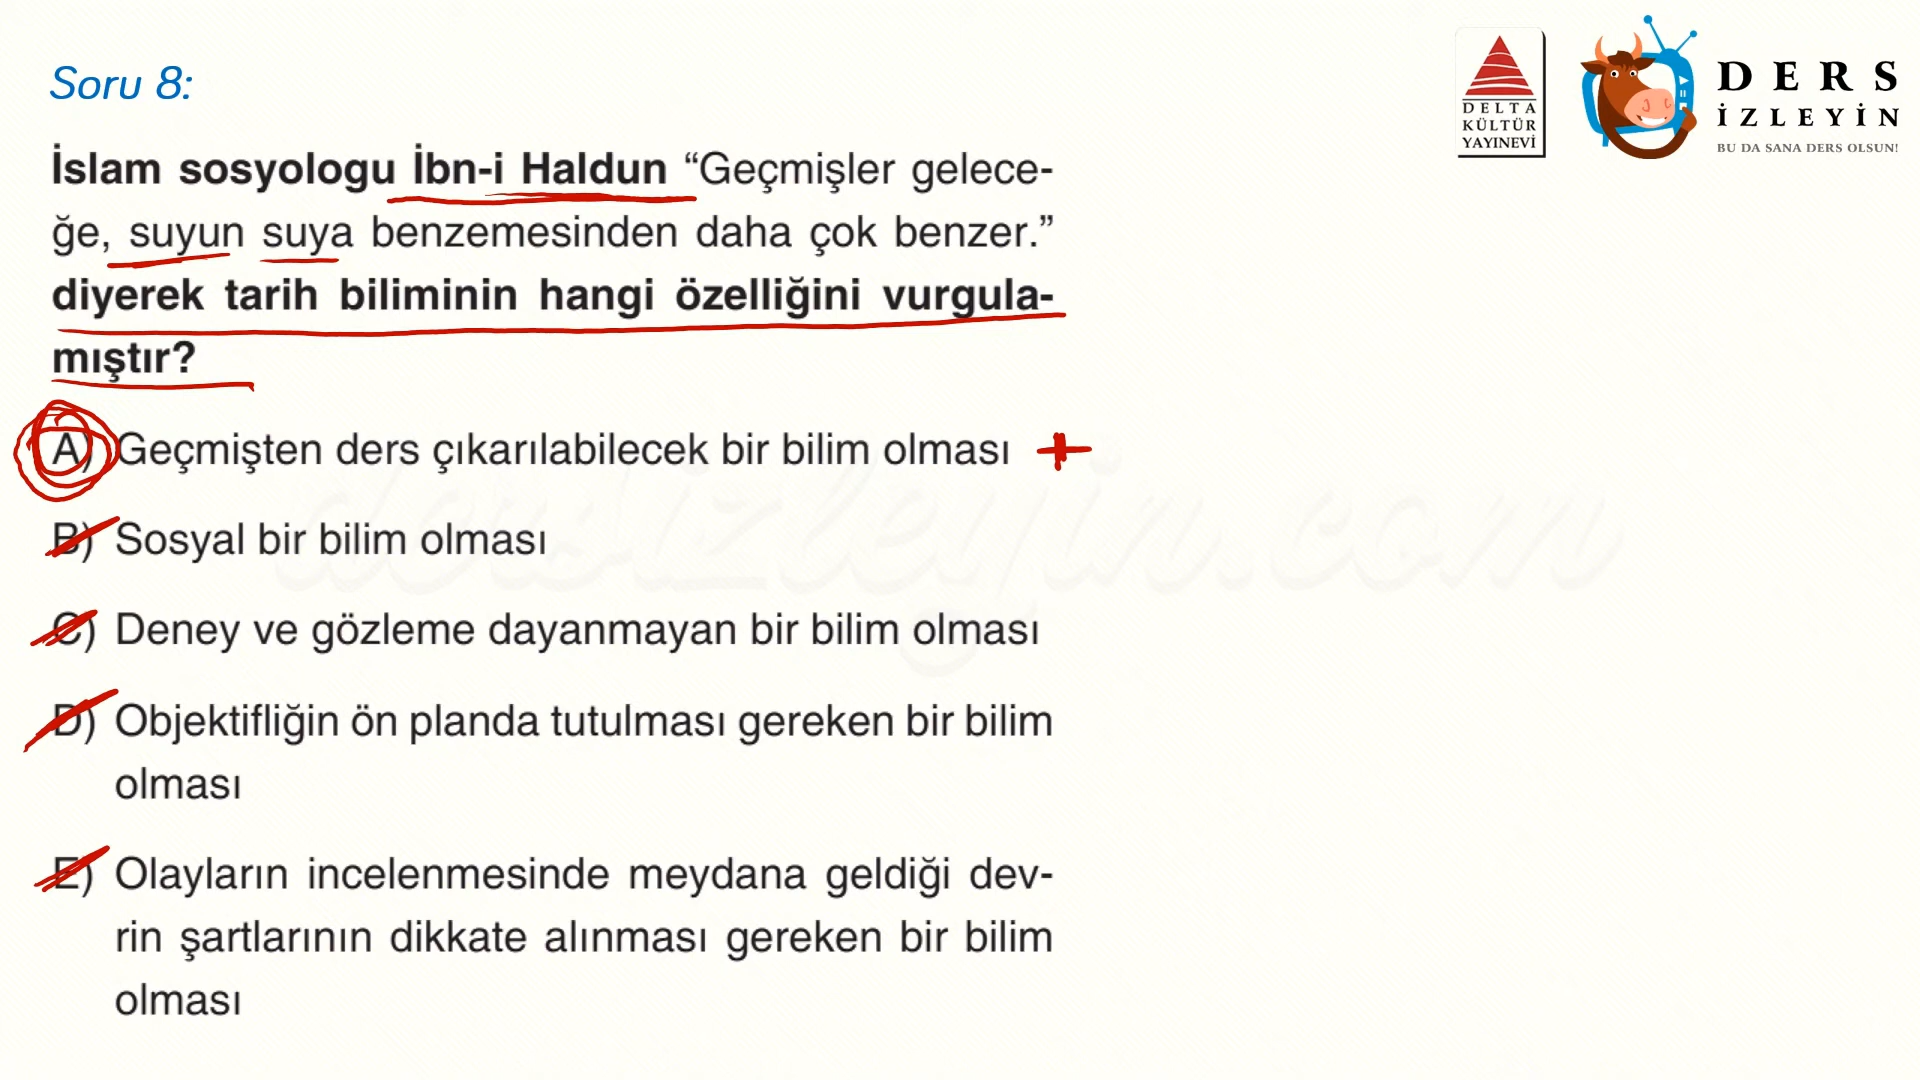 Soru 8:
DELTA
KÜLTÜR
YAYINEVİ
DERS
İZLEYİN
BU DA SANA DERS OLSUN!
İslam sosyologu İbn-i Haldun “Geçmişler gelece-
ğe, suyun suya benzemesinden daha çok benzer.”
diyerek tarih biliminin hangi özelliğini vurgula-
mıştır?
A) Geçmişten ders çıkarılabilecek bir bilim olması +
B) Sosyal bir bilim olması
C) Deney ve gözleme dayanmayan bir bilim olması
D) Objektifliğin ön planda tutulması gereken bir bilim
olması
E) Olayların incelenmesinde meydana geldiği dev-
rin şartlarının dikkate alınması gereken bir bilim
olması
dersizleyin.com